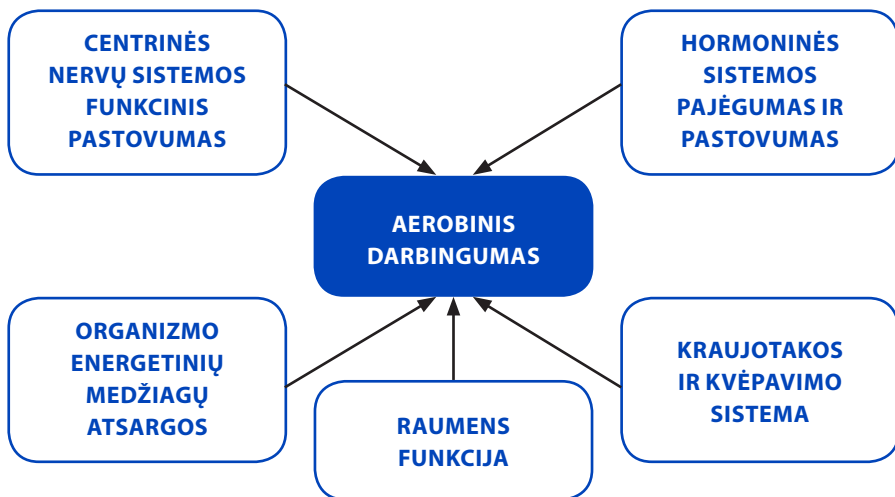 CENTRINĖS
NERVŲ SISTEMOS
FUNKCINIS
PASTOVUMAS
HORMONINĖS
SISTEMOS
PAJĖGUMAS IR
PASTOVUMAS
AEROBINIS
DARBINGUMAS
ORGANIZMO
ENERGETINIŲ
MEDŽIAGŲ
ATSARGOS
RAUMENS
FUNKCIJA
KRAUJOTAKOS
IR KVĖPAVIMO
SISTEMA